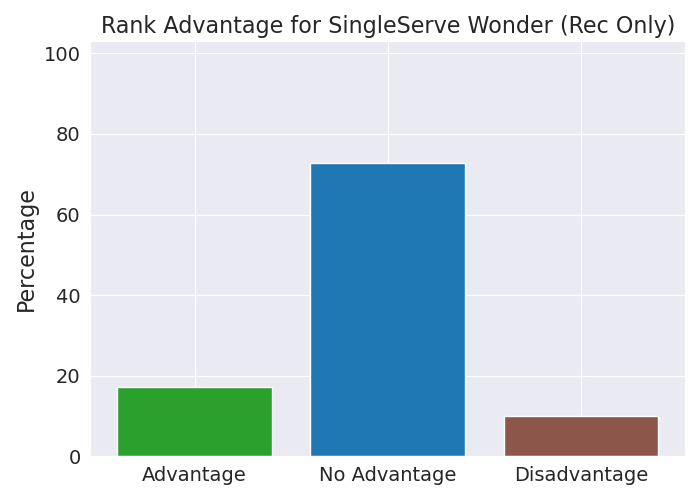 Rank Advantage for SingleServe Wonder (Rec Only)
Percentage
100
80
60
40
20
0
Advantage
No Advantage
Disadvantage